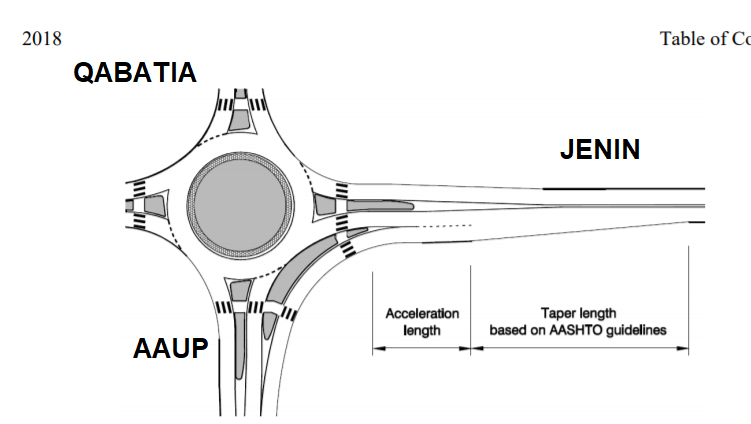 2018
Table of Co
QABATIA
JENIN
Acceleration
length
Taper length
based on AASHTO guidelines
AAUP